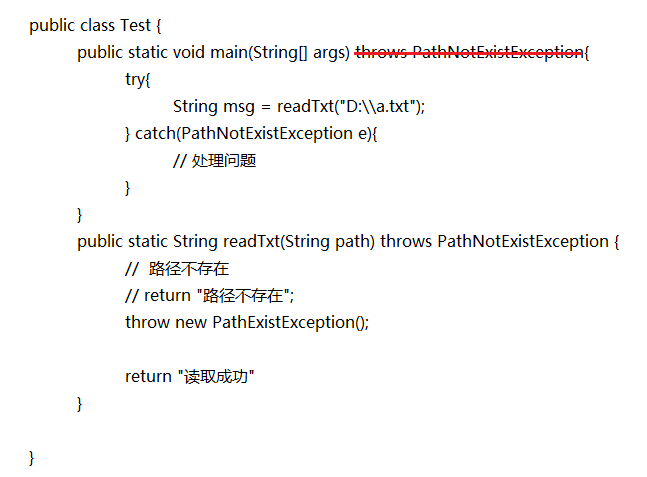 public class Test {
public static void main(String[] args) throws PathNotExistException{
try{
String msg = readTxt("D:\\a.txt");
} catch(PathNotExistException e){
// 处理问题
}
}
public static String readTxt(String path) throws PathNotExistException {
// 路径不存在
// return "路径不存在";
throw new PathExistException();
return "读取成功"
}
}